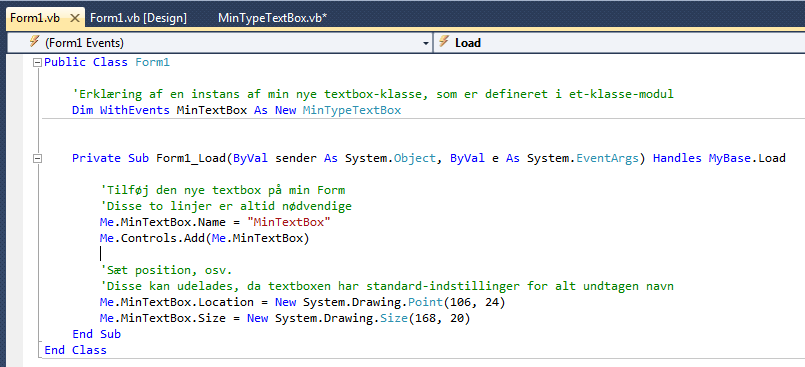 Form1.vb Form1.vb [Design] MinTypeTextBox.vb*
(Form1 Events) Load
Public Class Form1
'Erklæring af en instans af min nye textbox-klasse, som er defineret i et-klasse-modul
Dim WithEvents MinTextBox As New MinTypeTextBox
Private Sub Form1_Load(ByVal sender As System.Object, ByVal e As System.EventArgs) Handles MyBase.Load
'Tilføj den nye textbox på min Form
'Disse to linjer er altid nødvendige
Me.MinTextBox.Name = "MinTextBox"
Me.Controls.Add(Me.MinTextBox)
'Sæt position, osv.
'Disse kan udelades, da textboxen har standard-indstillinger for alt undtagen navn
Me.MinTextBox.Location = New System.Drawing.Point(106, 24)
Me.MinTextBox.Size = New System.Drawing.Size(168, 20)
End Sub
End Class